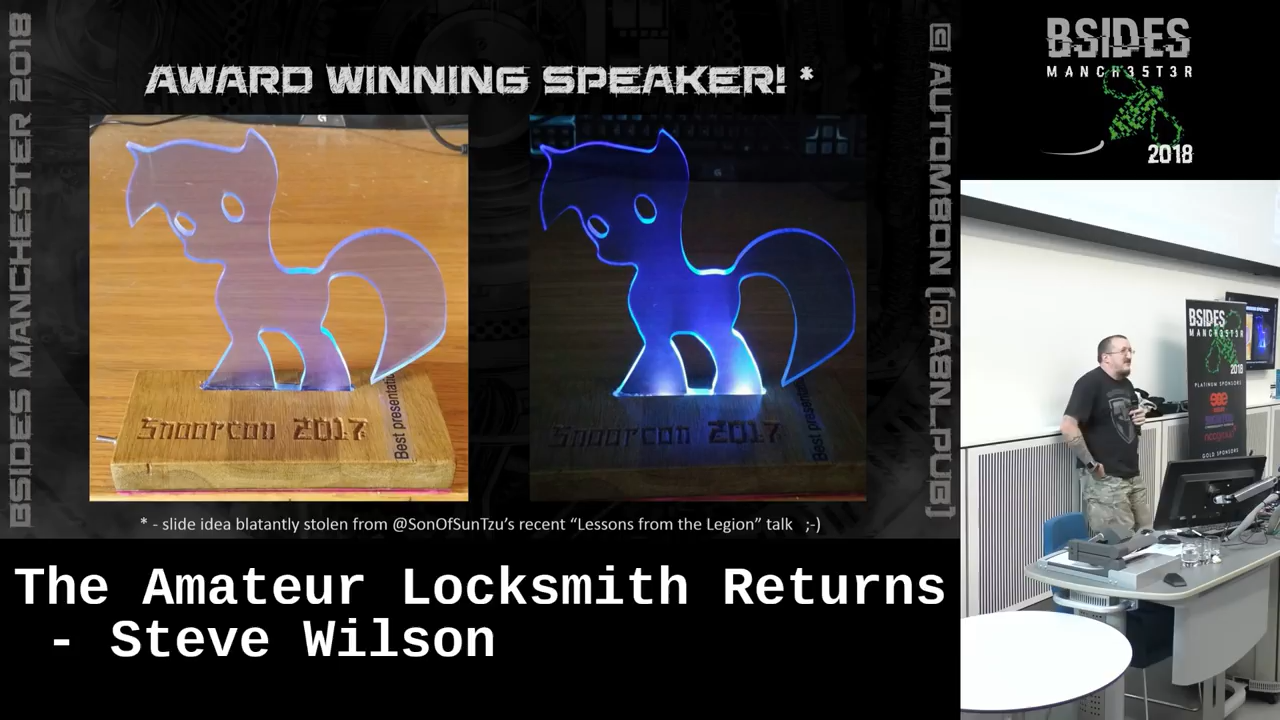 BSIDES MANCHESTER 2018
AWARD WINNING SPEAKER! *
Snoorcon 2017
Best presentatio
Snoorcon 2017
Best presentatio
* - slide idea blatantly stolen from @SonOfSunTzu's recent “Lessons from the Legion” talk ;-)
© AUTOM8ON (@A8N_PUB)
BSIDES
MANCH35T3R
2018
BSIDES
MANCH35T3R
2018
PLATINUM SPONSORS
GOLD SPONSORS
The Amateur Locksmith Returns
- Steve Wilson